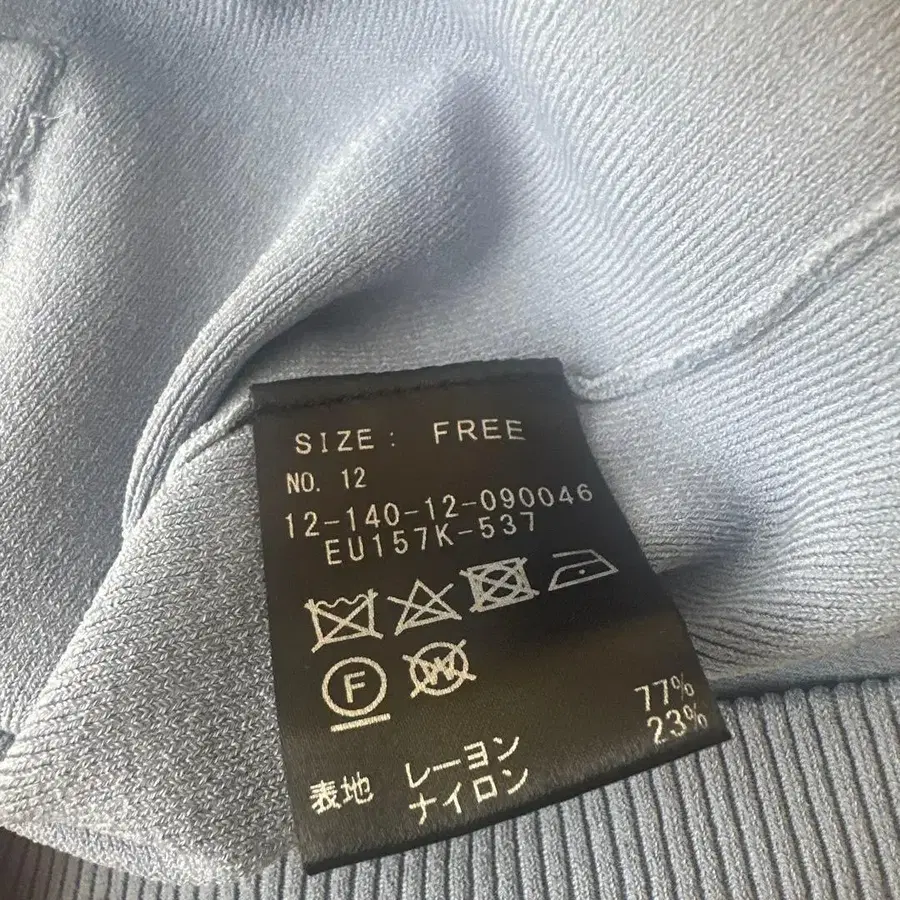 SIZE: FREE
NO. 12
12-140-12-090046
EU157K-537
F
W
表地 レーヨン 77%
ナイロン 23%